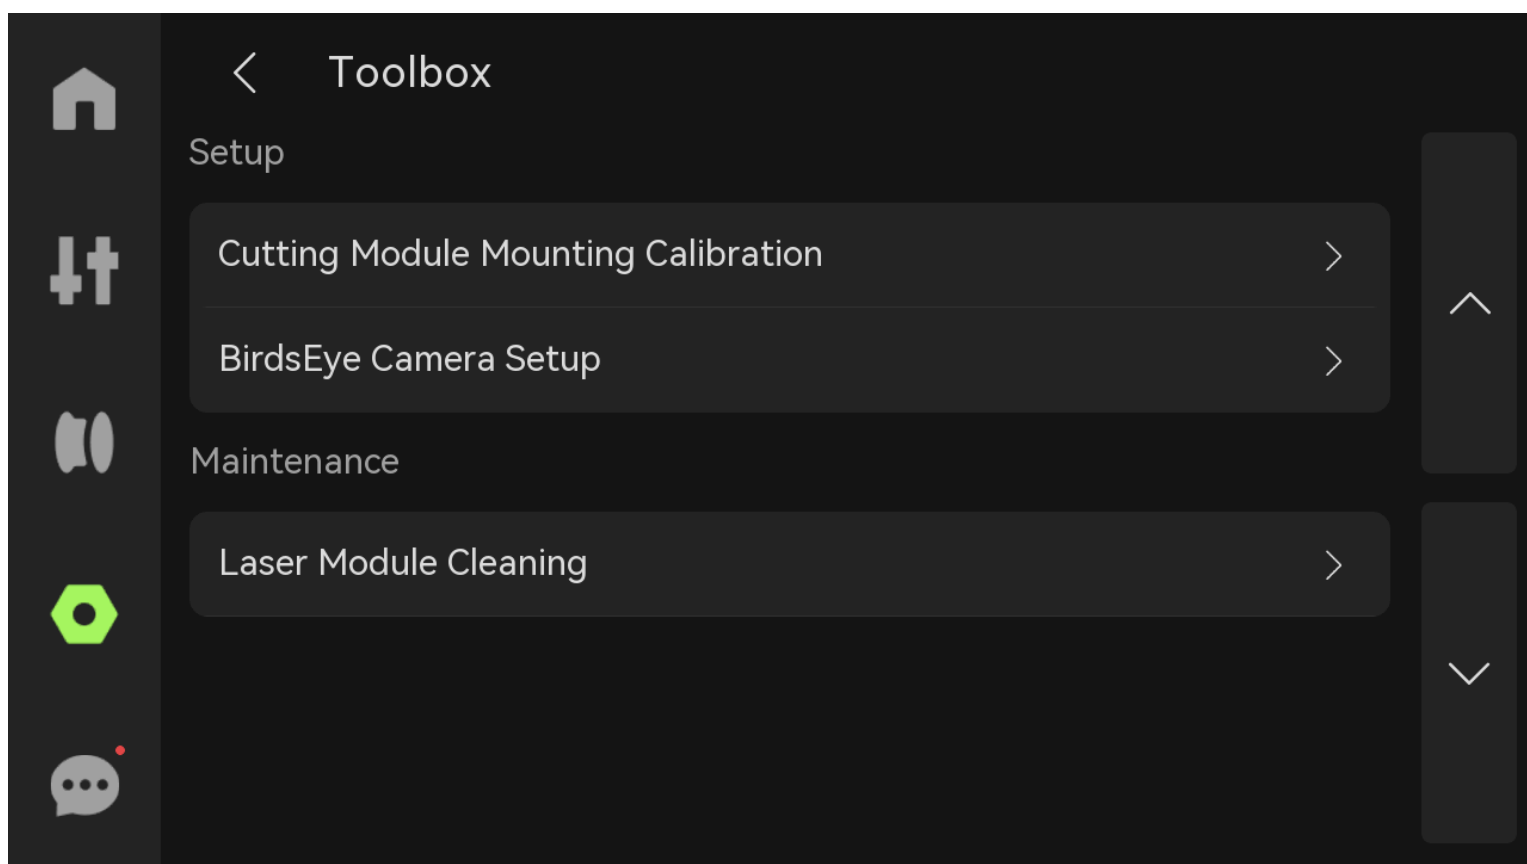 Toolbox
Setup
Cutting Module Mounting Calibration
BirdsEye Camera Setup
Maintenance
Laser Module Cleaning